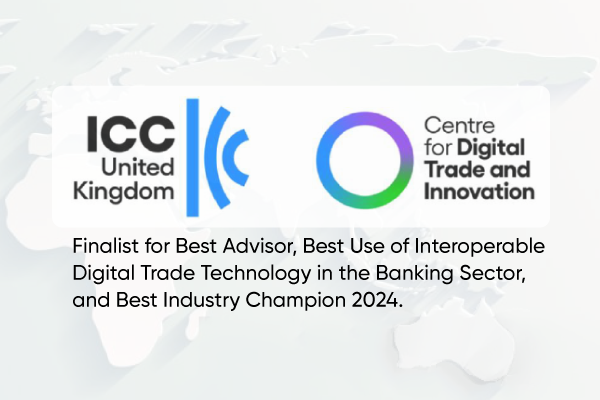 ICC
United
Kingdom
Centre
for Digital
Trade and
Innovation
Finalist for Best Advisor, Best Use of Interoperable
Digital Trade Technology in the Banking Sector,
and Best Industry Champion 2024.